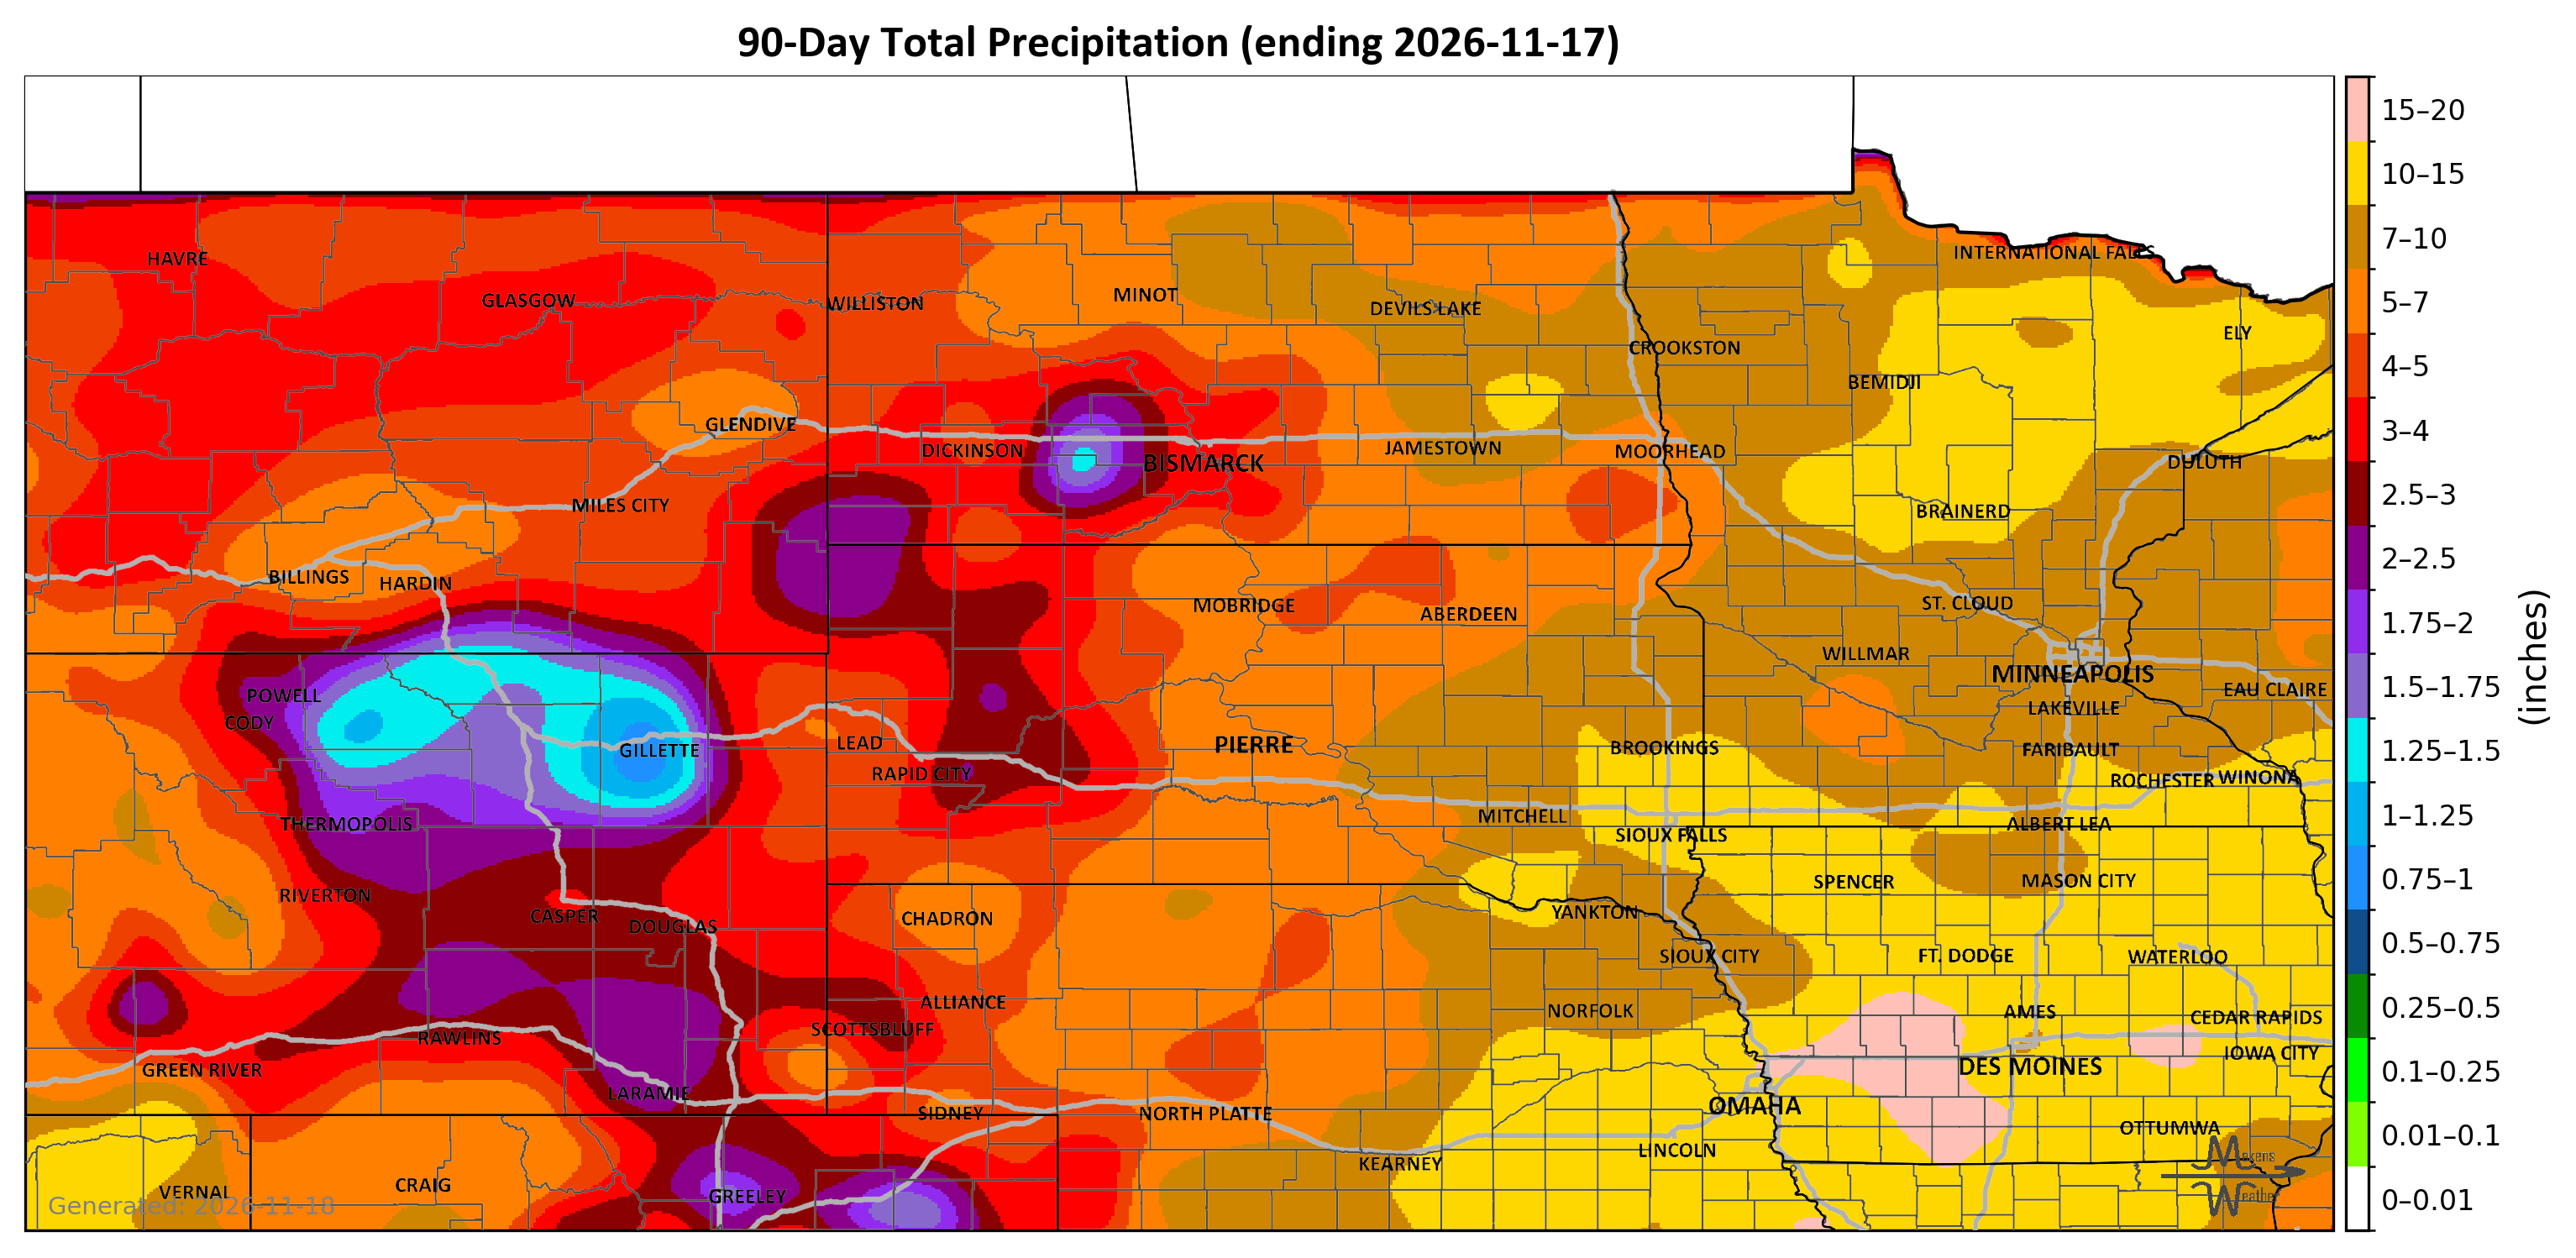 90-Day Total Precipitation (ending 2026-11-17)
INTERNATIONAL FALLS
HAVRE
GLASGOW
WILLISTON
MINOT
DEVILS LAKE
ELY
CROOKSTON
BEMIDJI
GLENDIVE
DICKINSON
BISMARCK
JAMESTOWN
MOORHEAD
DULUTH
MILES CITY
BRAINERD
BILLINGS
HARDIN
MOBRIDGE
ABERDEEN
ST. CLOUD
WILLMAR
MINNEAPOLIS
POWELL
EAU CLAIRE
CODY
LAKEVILLE
GILLETTE
LEAD
PIERRE
BROOKINGS
FARIBAULT
RAPID CITY
ROCHESTER
WINONA
THERMOPOLIS
MITCHELL
SIOUX FALLS
ALBERT LEA
RIVERTON
SPENCER
MASON CITY
CASPER
DOUGLAS
CHADRON
YANKTON
SIOUX CITY
FT. DODGE
WATERLOO
ALLIANCE
NORFOLK
AMES
CEDAR RAPIDS
SCOTTSBLUFF
RAWLINS
IOWA CITY
GREEN RIVER
DES MOINES
LARAMIE
SIDNEY
NORTH PLATTE
OMAHA
OTTUMWA
LINCOLN
KEARNEY
VERNAL
CRAIG
GREELEY
Generated: 2026-11-18
Makens
Weather
15–20
10–15
7–10
5–7
4–5
3–4
2.5–3
2–2.5
1.75–2
1.5–1.75
1.25–1.5
1–1.25
0.75–1
0.5–0.75
0.25–0.5
0.1–0.25
0.01–0.1
0–0.01
(inches)